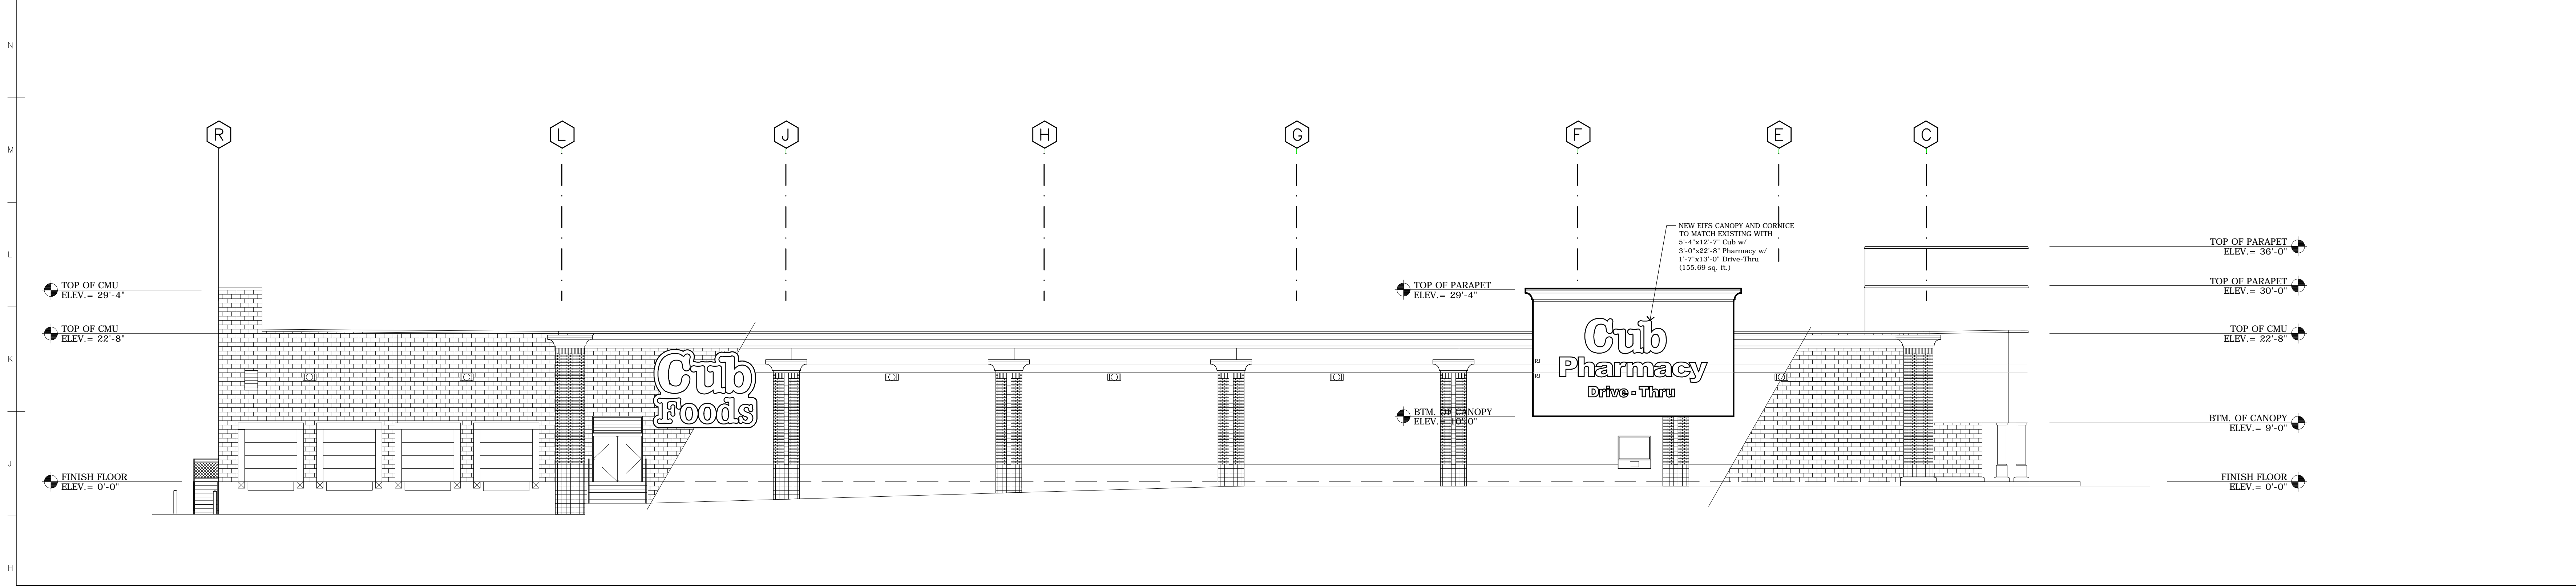 N
M
L
K
J
H
R
L
J
H
G
F
E
C
NEW EIFS CANOPY AND CORNICE
TO MATCH EXISTING WITH
5'-4"x12'-7" Cub w/
3'-0"x22'-8" Pharmacy w/
1'-7"x13'-0" Drive-Thru
(155.69 sq. ft.)
TOP OF CMU
ELEV.= 29'-4"
TOP OF CMU
ELEV.= 22'-8"
FINISH FLOOR
ELEV.= 0'-0"
Cub
Foods
TOP OF PARAPET
ELEV.= 29'-4"
BTM. OF CANOPY
ELEV.= 10'-0"
RJ
RJ
Cub
Pharmacy
Drive-Thru
TOP OF PARAPET
ELEV.= 36'-0"
TOP OF PARAPET
ELEV.= 30'-0"
TOP OF CMU
ELEV.= 22'-8"
BTM. OF CANOPY
ELEV.= 9'-0"
FINISH FLOOR
ELEV.= 0'-0"